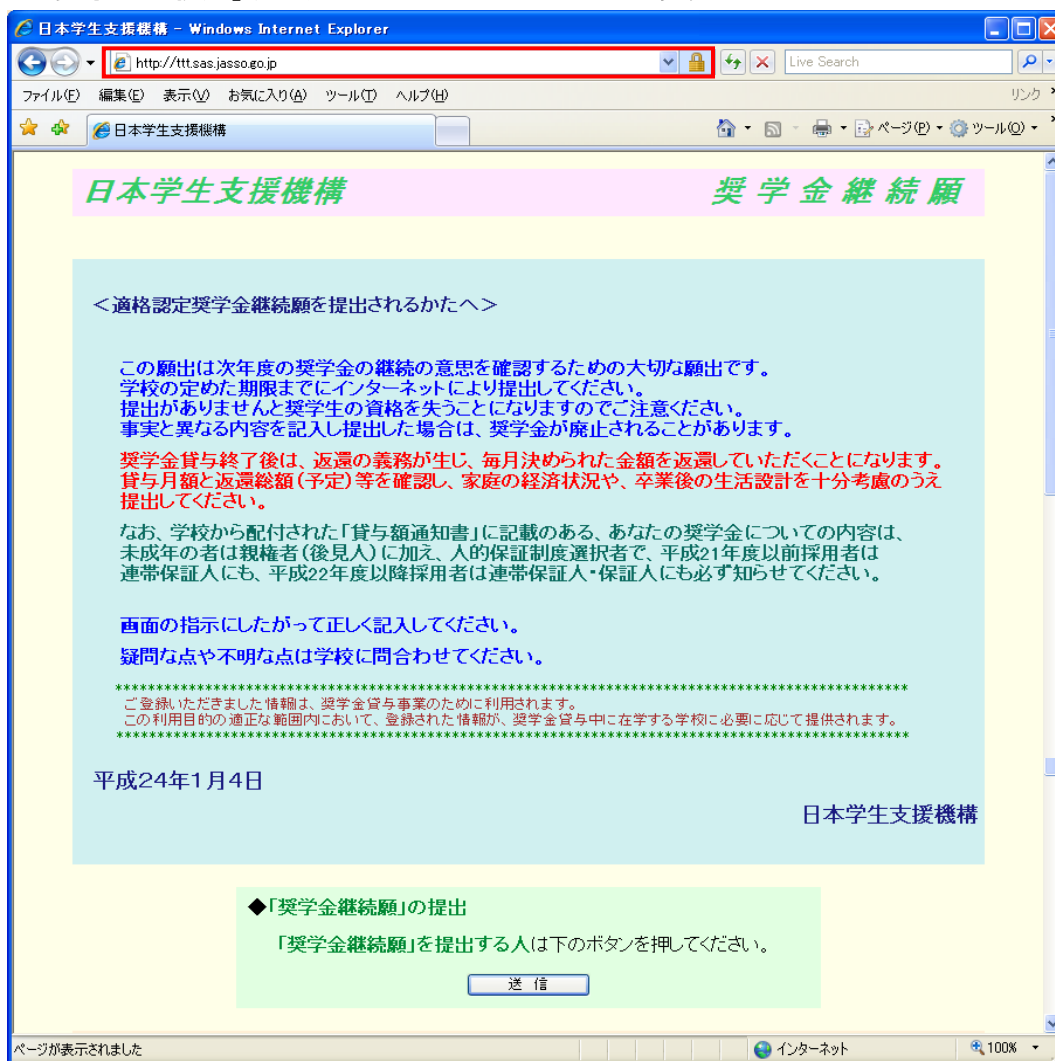 日本学生支援機構 - Windows Internet Explorer
http://ttt.sas.jasso.go.jp
Live Search
ファイル(F) 編集(E) 表示(V) お気に入り(A) ツール(T) ヘルプ(H)
リンク
日本学生支援機構
ページ(P)
ツール(O)
日本学生支援機構
奨 学 金 継 続 願
＜適格認定奨学金継続願を提出されるかたへ＞
この願出は次年度の奨学金の継続の意思を確認するための大切な願出です。
学校の定めた期限までにインターネットにより提出してください。
提出がありませんと奨学生の資格を失うことになりますのでご注意ください。
事実と異なる内容を記入し提出した場合は、奨学金が廃止されることがあります。
奨学金貸与終了後は、返還の義務が生じ、毎月決められた金額を返還していただくことになります。
貸与月額と返還総額(予定)等を確認し、家庭の経済状況や、卒業後の生活設計を十分考慮のうえ
提出してください。
なお、学校から配付された「貸与額通知書」に記載のある、あなたの奨学金についての内容は、
未成年の者は親権者(後見人)に加え、人的保証制度選択者で、平成21年度以前採用者は
連帯保証人にも、平成22年度以降採用者は連帯保証人・保証人にも必ず知らせてください。
画面の指示にしたがって正しく記入してください。
疑問な点や不明な点は学校に問合わせてください。
ご登録いただきました情報は、奨学金貸与事業のために利用されます。
この利用目的の適正な範囲内において、登録された情報が、奨学金貸与中に在学する学校に必要に応じて提供されます。
平成24年1月4日
日本学生支援機構
◆「奨学金継続願」の提出
「奨学金継続願」を提出する人は下のボタンを押してください。
送 信
ページが表示されました
インターネット
100%